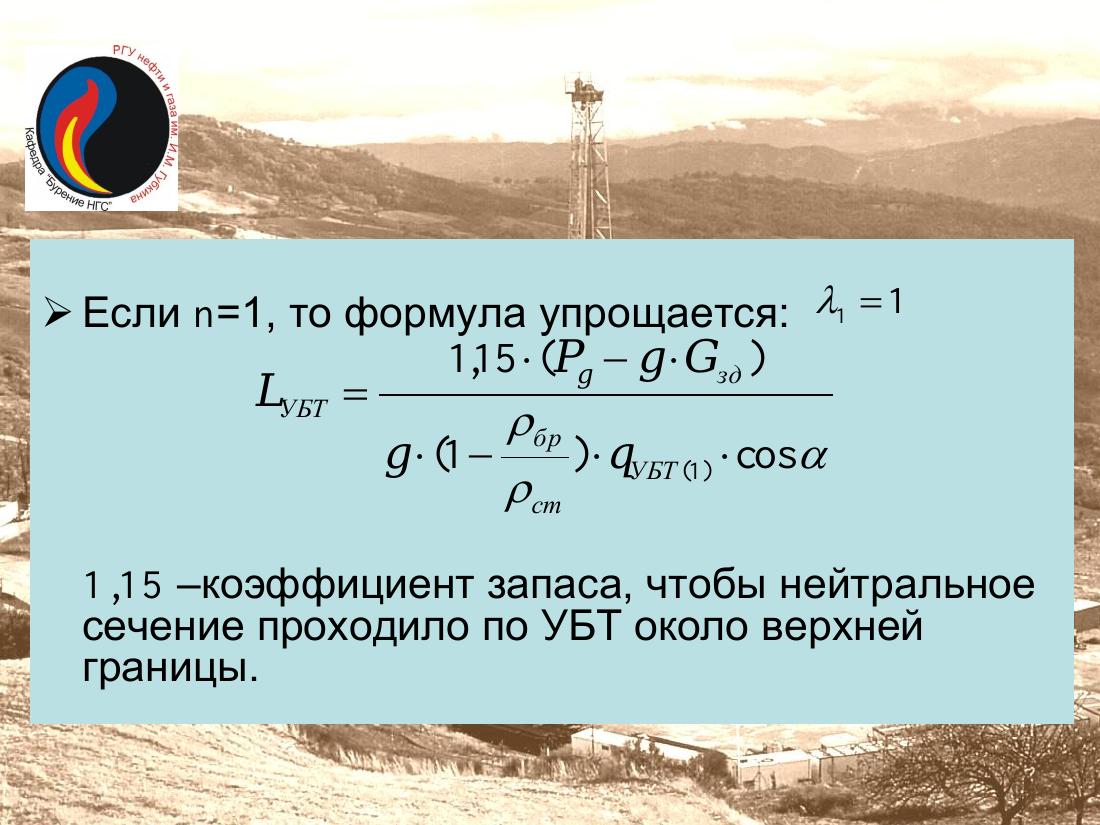 РГУ нефти и газа им. И.М. Губкина
Кафедра "Бурение НГС"
➢ Если n=1, то формула упрощается: λ₁ = 1
L_УБТ = 1,15·(P_g − g·G_зд) / (g·(1 − ρ_бр/ρ_ст)·q_УБТ(1)·cosα)
1,15 –коэффициент запаса, чтобы нейтральное
сечение проходило по УБТ около верхней
границы.